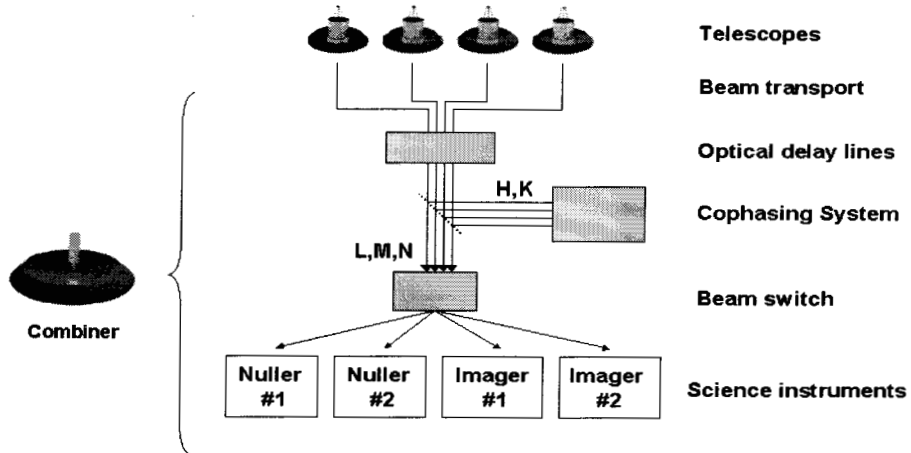 Telescopes
Beam transport
Optical delay lines
H,K
Cophasing System
L,M,N
Beam switch
Combiner
Nuller #1
Nuller #2
Imager #1
Imager #2
Science instruments